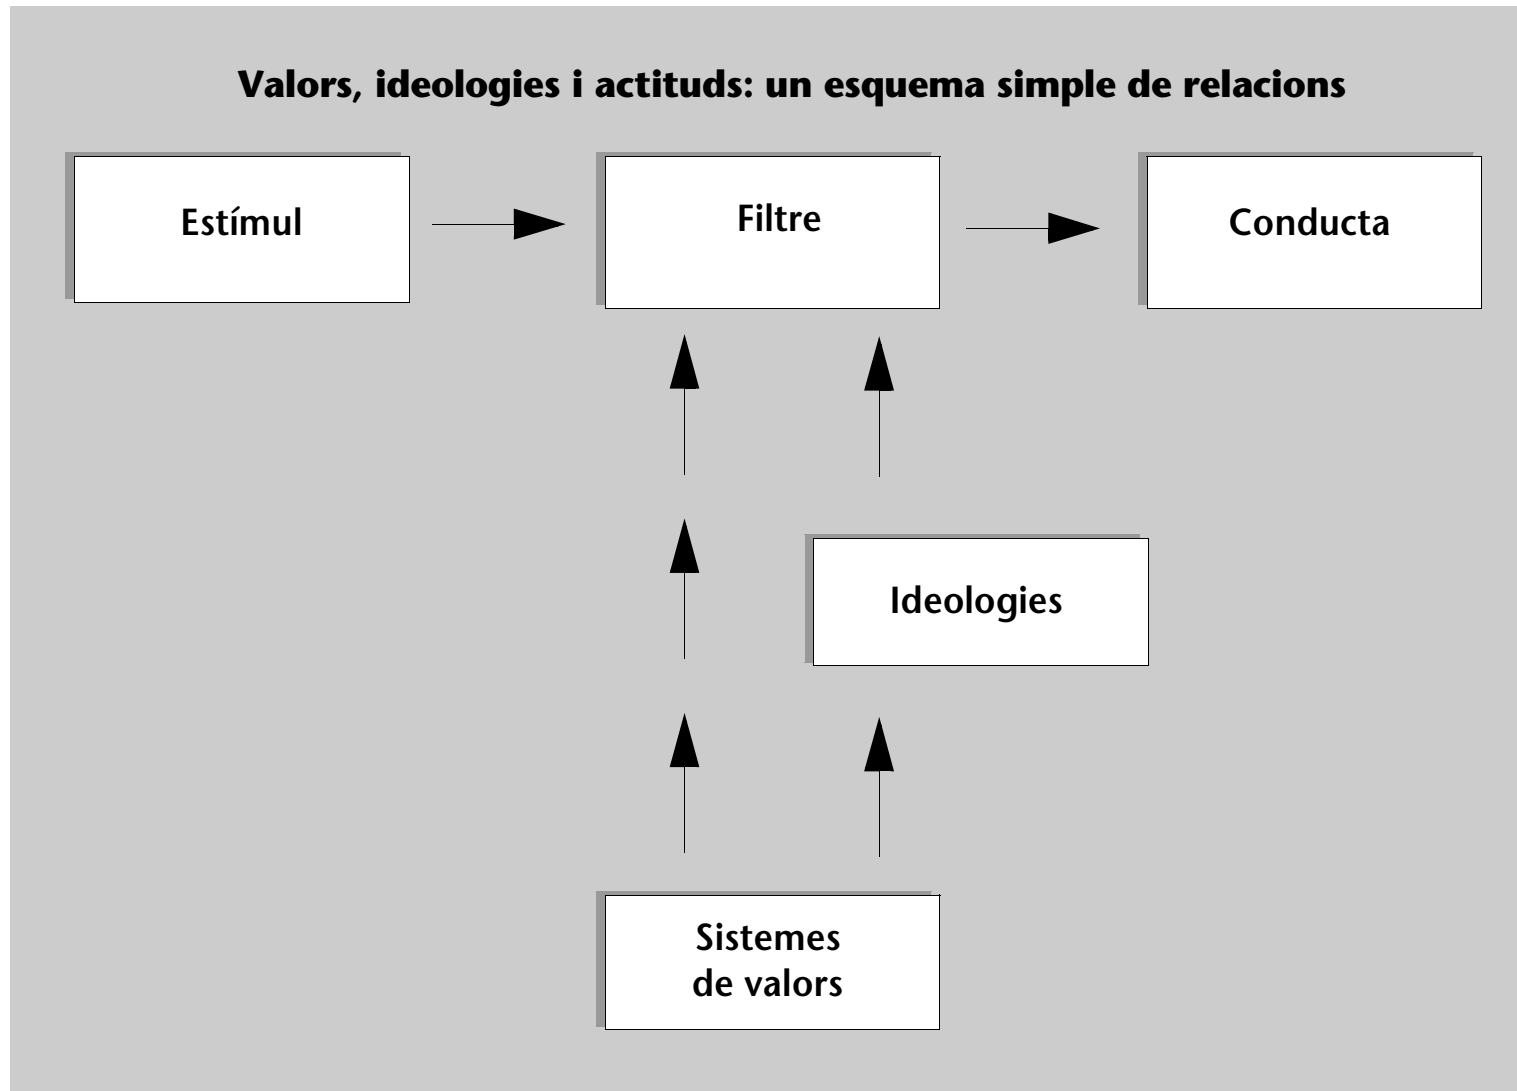 Valors, ideologies i actituds: un esquema simple de relacions
Estímul
Filtre
Conducta
Ideologies
Sistemes
de valors